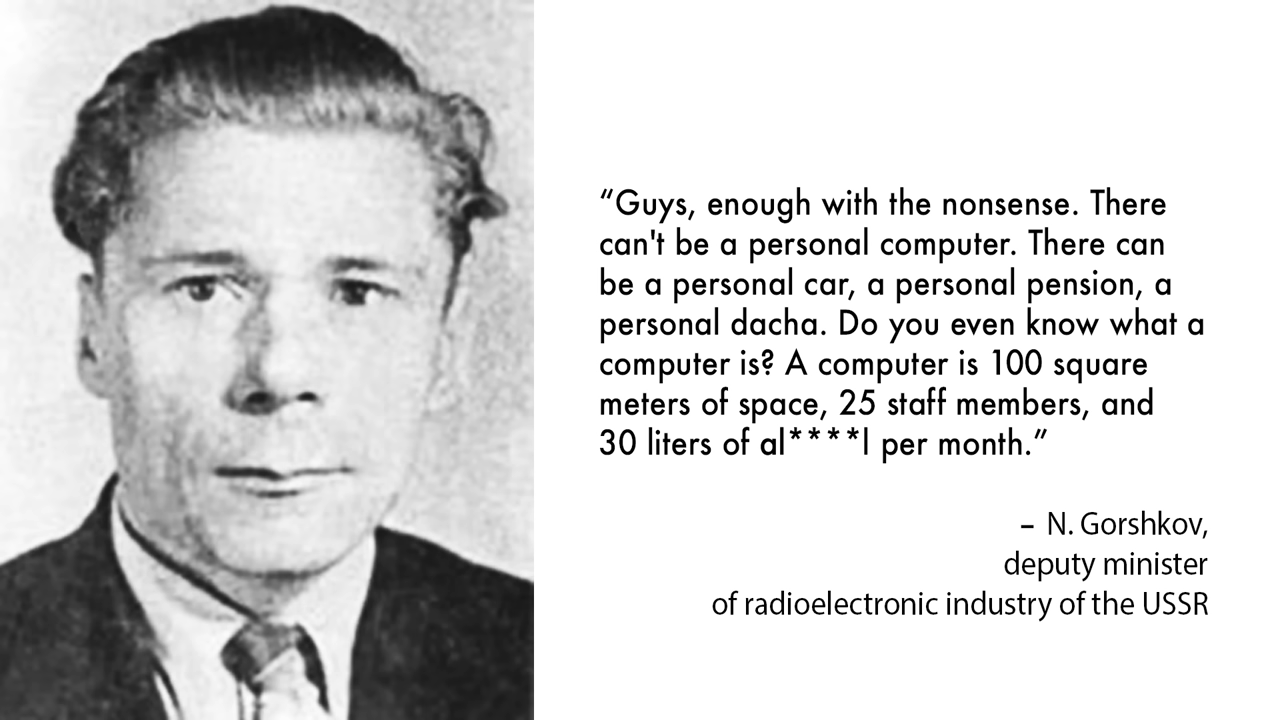 “Guys, enough with the nonsense. There
can't be a personal computer. There can
be a personal car, a personal pension, a
personal dacha. Do you even know what a
computer is? A computer is 100 square
meters of space, 25 staff members, and
30 liters of al****l per month.”
– N. Gorshkov,
deputy minister
of radioelectronic industry of the USSR